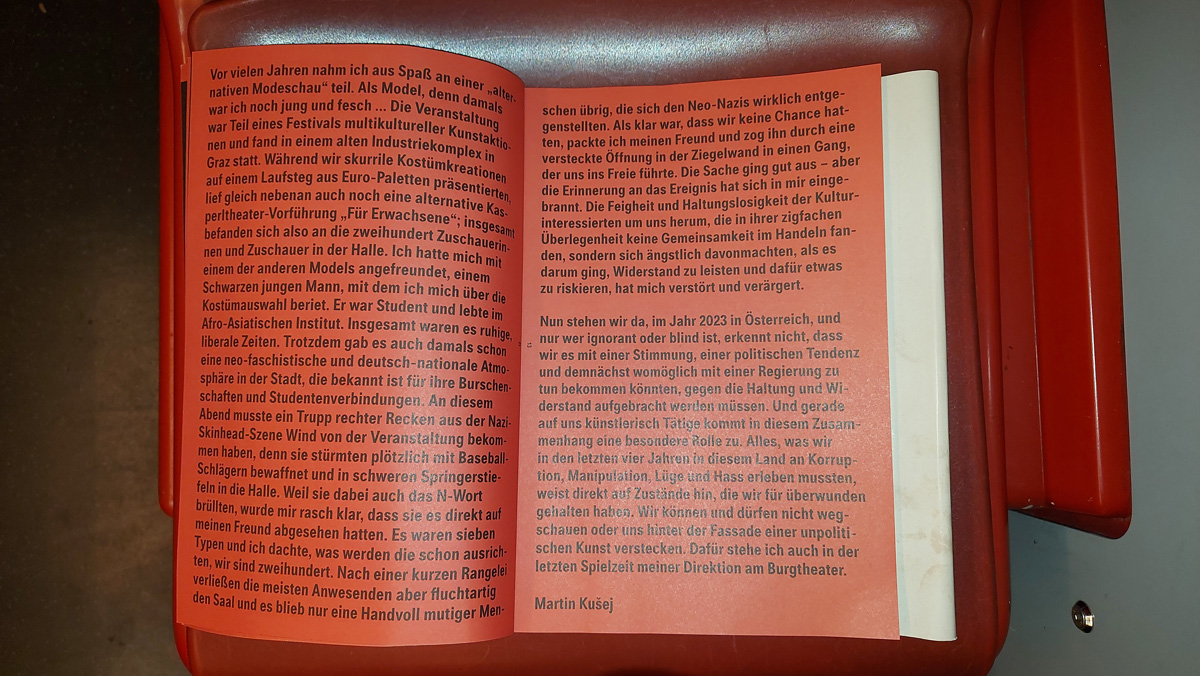 Vor vielen Jahren nahm ich aus Spaß an einer „alter-
nativen Modeschau“ teil. Als Model, denn damals
war ich noch jung und fesch ... Die Veranstaltung
war Teil eines Festivals multikultureller Kunstaktio-
nen und fand in einem alten Industriekomplex in
Graz statt. Während wir skurrile Kostümkreationen
auf einem Laufsteg aus Euro-Paletten präsentierten,
lief gleich nebenan auch noch eine alternative Kas-
perltheater-Vorführung „Für Erwachsene“; insgesamt
befanden sich also an die zweihundert Zuschauerin-
nen und Zuschauer in der Halle. Ich hatte mich mit
einem der anderen Models angefreundet, einem
Schwarzen jungen Mann, mit dem ich mich über die
Kostümauswahl beriet. Er war Student und lebte im
Afro-Asiatischen Institut. Insgesamt waren es ruhige,
liberale Zeiten. Trotzdem gab es auch damals schon
eine neo-faschistische und deutsch-nationale Atmo-
sphäre in der Stadt, die bekannt ist für ihre Burschen-
schaften und Studentenverbindungen. An diesem
Abend musste ein Trupp rechter Recken aus der Nazi-
Skinhead-Szene Wind von der Veranstaltung bekom-
men haben, denn sie stürmten plötzlich mit Baseball-
Schlägern bewaffnet und in schweren Springerstie-
feln in die Halle. Weil sie dabei auch das N-Wort
brüllten, wurde mir rasch klar, dass sie es direkt auf
meinen Freund abgesehen hatten. Es waren sieben
Typen und ich dachte, was werden die schon ausrich-
ten, wir sind zweihundert. Nach einer kurzen Rangelei
verließen die meisten Anwesenden aber fluchtartig
den Saal und es blieb nur eine Handvoll mutiger Men-
schen übrig, die sich den Neo-Nazis wirklich entge-
genstellten. Als klar war, dass wir keine Chance hat-
ten, packte ich meinen Freund und zog ihn durch eine
versteckte Öffnung in der Ziegelwand in einen Gang,
der uns ins Freie führte. Die Sache ging gut aus – aber
die Erinnerung an das Ereignis hat sich in mir einge-
brannt. Die Feigheit und Haltungslosigkeit der Kultur-
interessierten um uns herum, die in ihrer zigfachen
Überlegenheit keine Gemeinsamkeit im Handeln fan-
den, sondern sich ängstlich davonmachten, als es
darum ging, Widerstand zu leisten und dafür etwas
zu riskieren, hat mich verstört und verärgert.
Nun stehen wir da, im Jahr 2023 in Österreich, und
nur wer ignorant oder blind ist, erkennt nicht, dass
wir es mit einer Stimmung, einer politischen Tendenz
und demnächst womöglich mit einer Regierung zu
tun bekommen könnten, gegen die Haltung und Wi-
derstand aufgebracht werden müssen. Und gerade
auf uns künstlerisch Tätige kommt in diesem Zusam-
menhang eine besondere Rolle zu. Alles, was wir
in den letzten vier Jahren in diesem Land an Korrup-
tion, Manipulation, Lüge und Hass erleben mussten,
weist direkt auf Zustände hin, die wir für überwunden
gehalten haben. Wir können und dürfen nicht weg-
schauen oder uns hinter der Fassade einer unpoliti-
schen Kunst verstecken. Dafür stehe ich auch in der
letzten Spielzeit meiner Direktion am Burgtheater.
Martin Kušej